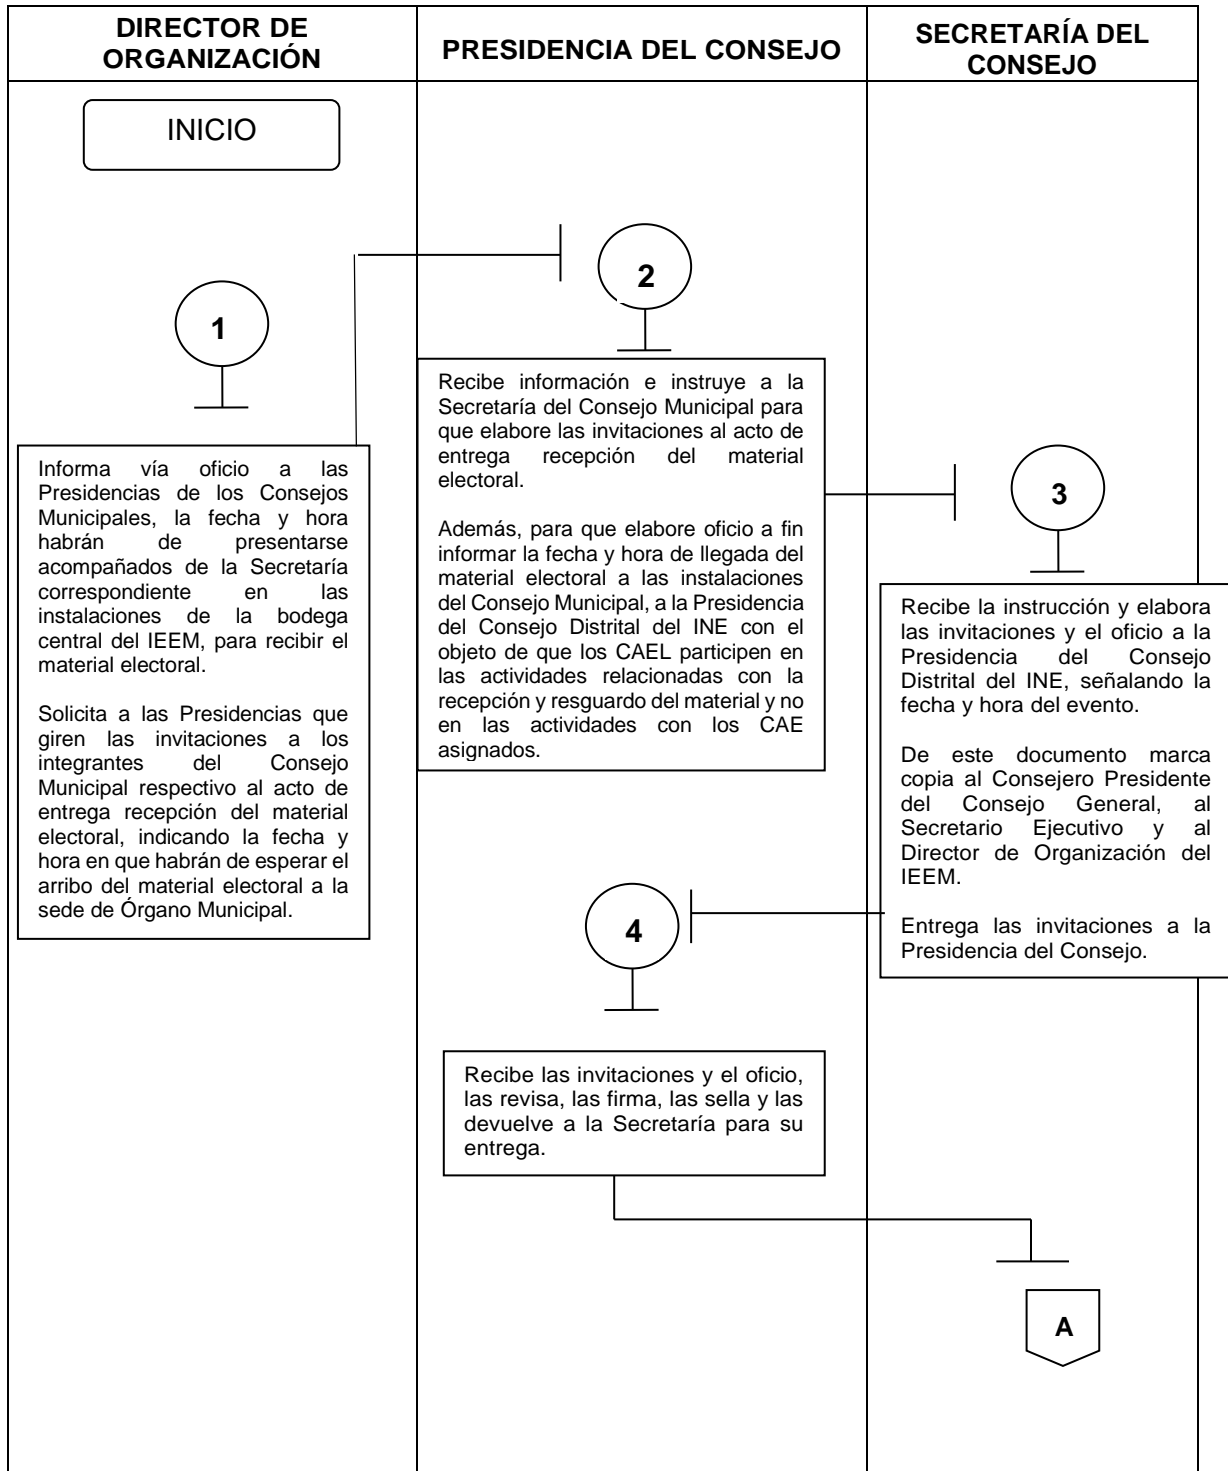 DIRECTOR DE
ORGANIZACIÓN
PRESIDENCIA DEL CONSEJO
SECRETARÍA DEL
CONSEJO
INICIO
1
Informa vía oficio a las
Presidencias de los Consejos
Municipales, la fecha y hora
habrán de presentarse
acompañados de la Secretaría
correspondiente en las
instalaciones de la bodega
central del IEEM, para recibir el
material electoral.
Solicita a las Presidencias que
giren las invitaciones a los
integrantes del Consejo
Municipal respectivo al acto de
entrega recepción del material
electoral, indicando la fecha y
hora en que habrán de esperar el
arribo del material electoral a la
sede de Órgano Municipal.
2
Recibe información e instruye a la
Secretaría del Consejo Municipal para
que elabore las invitaciones al acto de
entrega recepción del material
electoral.
Además, para que elabore oficio a fin
informar la fecha y hora de llegada del
material electoral a las instalaciones
del Consejo Municipal, a la Presidencia
del Consejo Distrital del INE con el
objeto de que los CAEL participen en
las actividades relacionadas con la
recepción y resguardo del material y no
en las actividades con los CAE
asignados.
3
Recibe la instrucción y elabora
las invitaciones y el oficio a la
Presidencia del Consejo
Distrital del INE, señalando la
fecha y hora del evento.
De este documento marca
copia al Consejero Presidente
del Consejo General, al
Secretario Ejecutivo y al
Director de Organización del
IEEM.
Entrega las invitaciones a la
Presidencia del Consejo.
4
Recibe las invitaciones y el oficio,
las revisa, las firma, las sella y las
devuelve a la Secretaría para su
entrega.
A